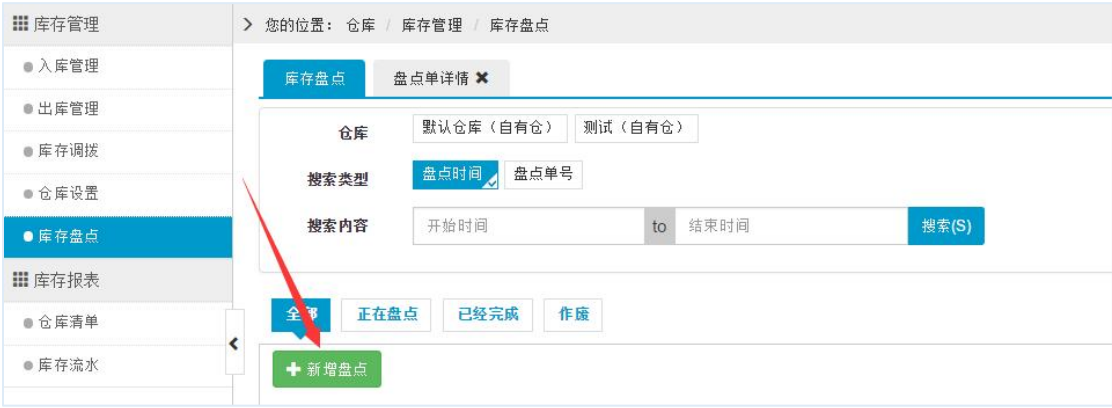 库存管理
入库管理
出库管理
库存调拨
仓库设置
库存盘点
库存报表
仓库清单
库存流水
您的位置： 仓库 / 库存管理 / 库存盘点
库存盘点 盘点单详情
仓库 默认仓库（自有仓） 测试（自有仓）
搜索类型 盘点时间 盘点单号
搜索内容 开始时间 to 结束时间 搜索(S)
全部 正在盘点 已经完成 作废
新增盘点